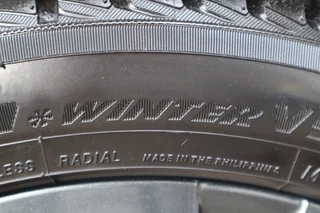 WINTER V
LESS RADIAL MADE IN THE PHILIPPINES